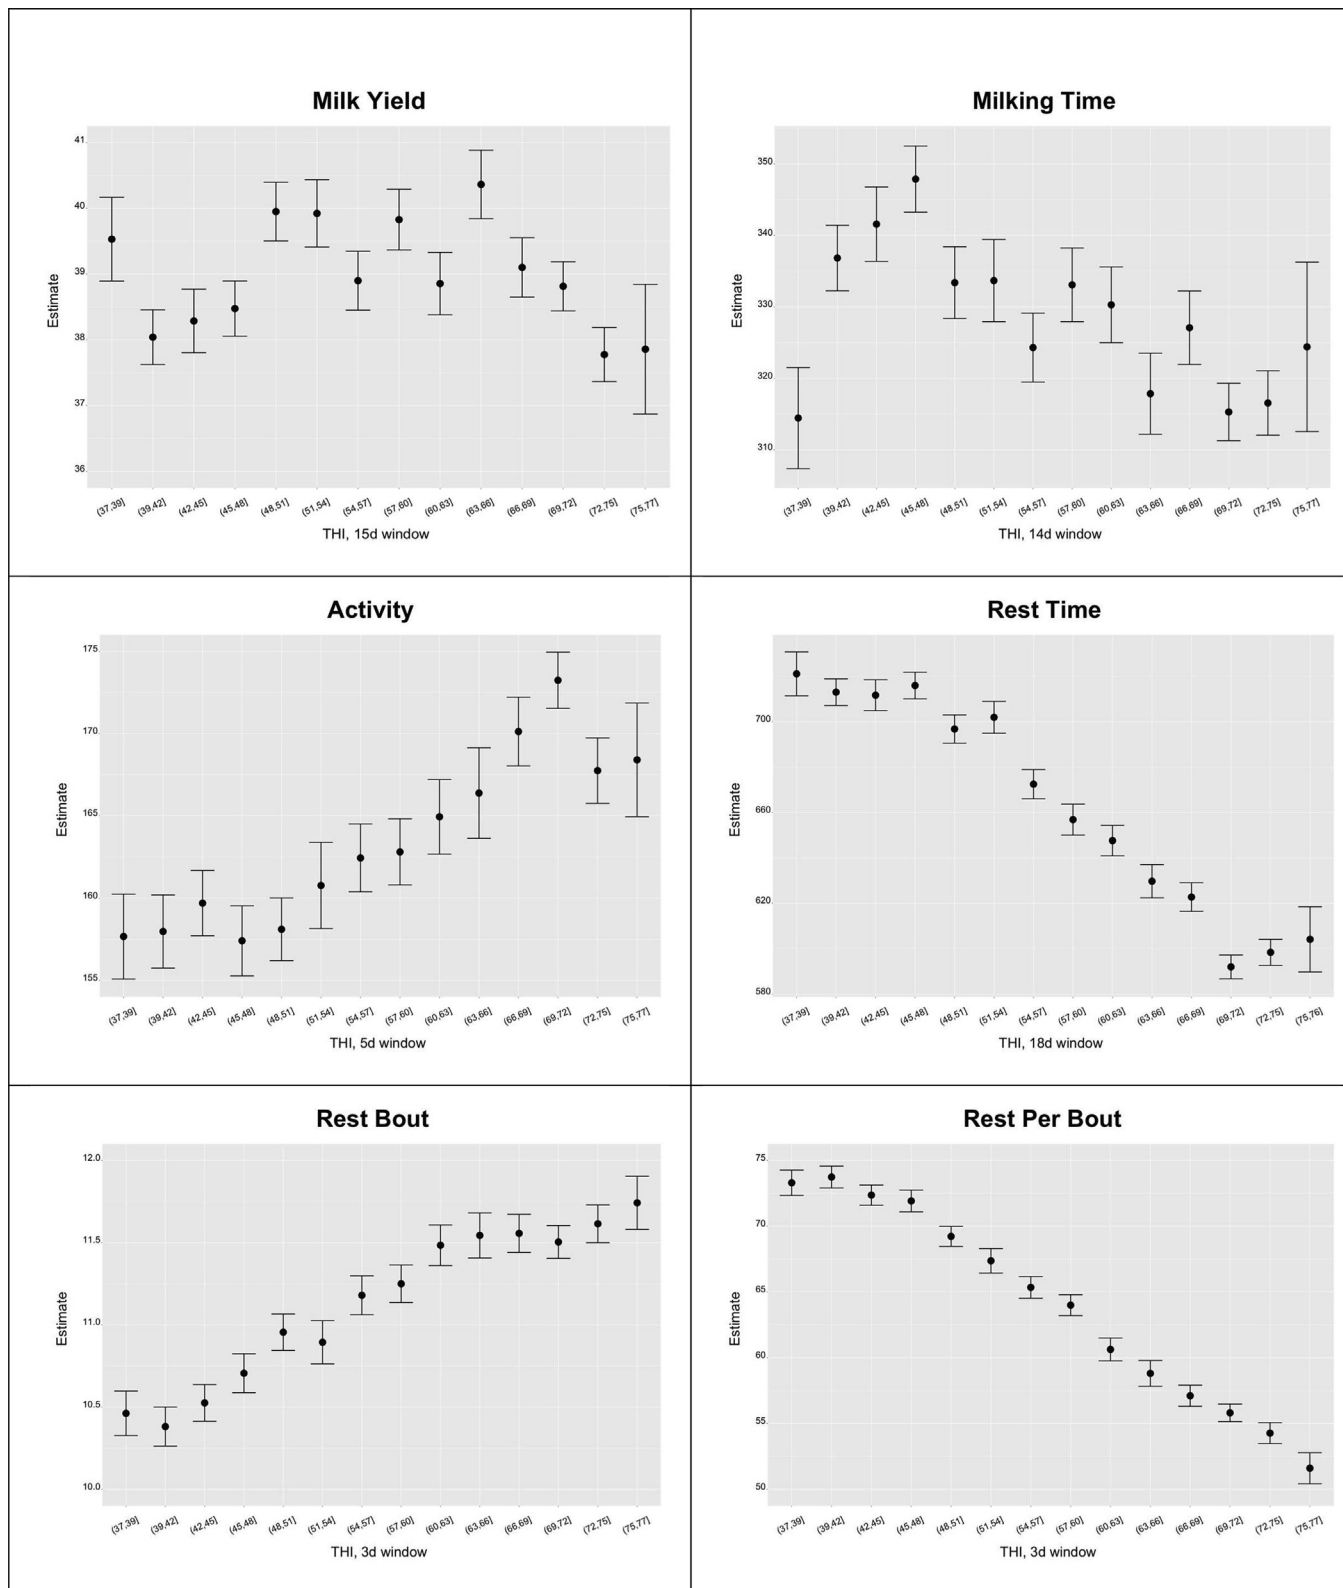 Milk Yield
Estimate
41
40
39
38
37
36
(37,39] (39,42] (42,45] (45,48] (48,51] (51,54] (54,57] (57,60] (60,63] (63,66] (66,69] (69,72] (72,75] (75,77]
THI, 15d window
Milking Time
Estimate
350
340
330
320
310
(37,39] (39,42] (42,45] (45,48] (48,51] (51,54] (54,57] (57,60] (60,63] (63,66] (66,69] (69,72] (72,75] (75,77]
THI, 14d window
Activity
Estimate
175
170
165
160
155
(37,39] (39,42] (42,45] (45,48] (48,51] (51,54] (54,57] (57,60] (60,63] (63,66] (66,69] (69,72] (72,75] (75,77]
THI, 5d window
Rest Time
Estimate
700
660
620
580
(37,39] (39,42] (42,45] (45,48] (48,51] (51,54] (54,57] (57,60] (60,63] (63,66] (66,69] (69,72] (72,75] (75,76]
THI, 18d window
Rest Bout
Estimate
12.0
11.5
11.0
10.5
10.0
(37,39] (39,42] (42,45] (45,48] (48,51] (51,54] (54,57] (57,60] (60,63] (63,66] (66,69] (69,72] (72,75] (75,77]
THI, 3d window
Rest Per Bout
Estimate
75
70
65
60
55
50
(37,39] (39,42] (42,45] (45,48] (48,51] (51,54] (54,57] (57,60] (60,63] (63,66] (66,69] (69,72] (72,75] (75,77]
THI, 3d window